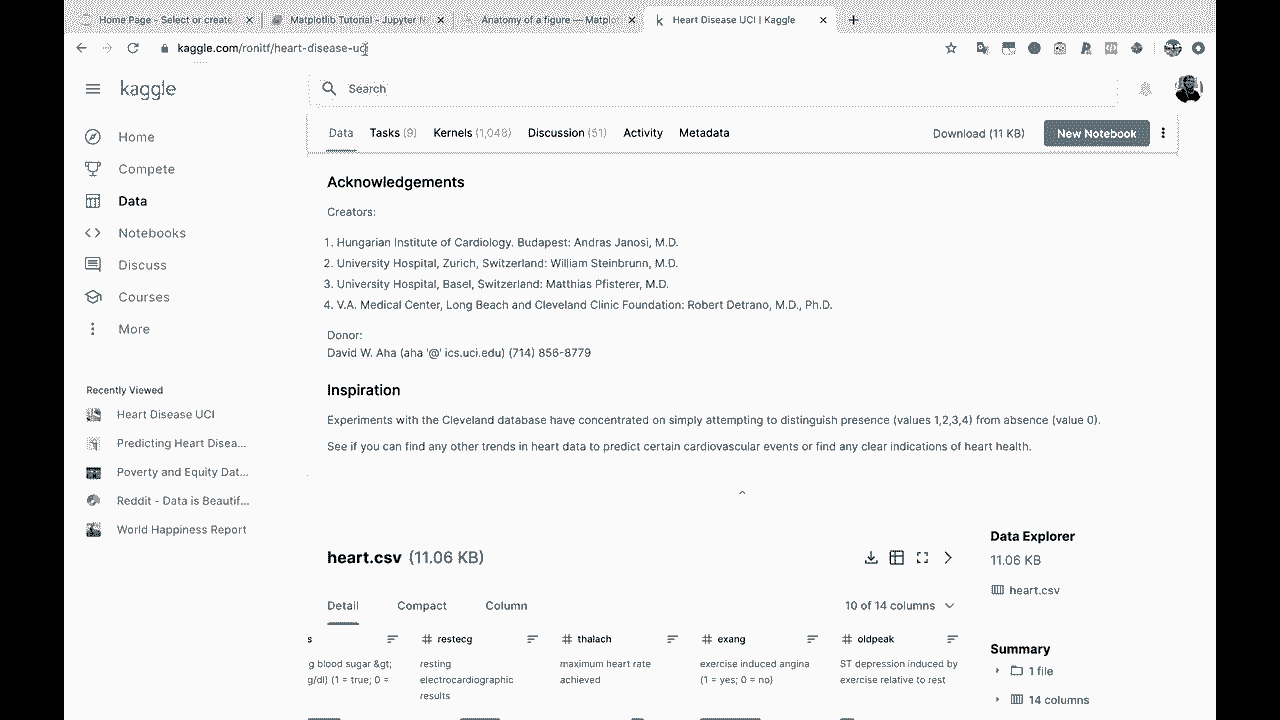 Home Page - Select or create
Matplotlib Tutorial - Jupyter N
Anatomy of a figure — Matplo
Heart Disease UCI | Kaggle
kaggle.com/ronitf/heart-disease-uci
kaggle
Search
Data
Tasks (9)
Kernels (1,048)
Discussion (51)
Activity
Metadata
Download (11 KB)
New Notebook
Home
Compete
Data
Notebooks
Discuss
Courses
More
Recently Viewed
Heart Disease UCI
Predicting Heart Disea...
Poverty and Equity Dat...
Reddit - Data is Beautif...
World Happiness Report
Acknowledgements
Creators:
1. Hungarian Institute of Cardiology. Budapest: Andras Janosi, M.D.
2. University Hospital, Zurich, Switzerland: William Steinbrunn, M.D.
3. University Hospital, Basel, Switzerland: Matthias Pfisterer, M.D.
4. V.A. Medical Center, Long Beach and Cleveland Clinic Foundation: Robert Detrano, M.D., Ph.D.
Donor:
David W. Aha (aha '@' ics.uci.edu) (714) 856-8779
Inspiration
Experiments with the Cleveland database have concentrated on simply attempting to distinguish presence (values 1,2,3,4) from absence (value 0).
See if you can find any other trends in heart data to predict certain cardiovascular events or find any clear indications of heart health.
heart.csv (11.06 KB)
Detail
Compact
Column
10 of 14 columns
s
# restecg
# thalach
# exang
# oldpeak
g blood sugar &gt;
g/dl) (1 = true; 0 =
resting
electrocardiographic
results
maximum heart rate
achieved
exercise induced angina
(1 = yes; 0 = no)
ST depression induced by
exercise relative to rest
Data Explorer
11.06 KB
heart.csv
Summary
1 file
14 columns